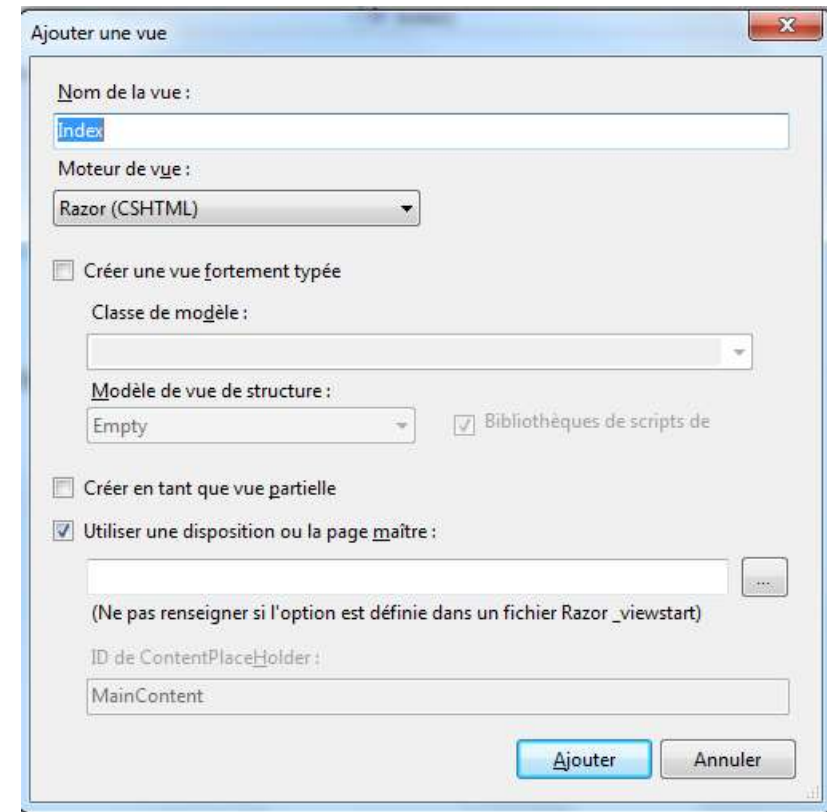 Ajouter une vue
Nom de la vue :
Index
Moteur de vue :
Razor (CSHTML)
Créer une vue fortement typée
Classe de modèle :
Modèle de vue de structure :
Empty
Bibliothèques de scripts de
Créer en tant que vue partielle
Utiliser une disposition ou la page maître :
...
(Ne pas renseigner si l'option est définie dans un fichier Razor _viewstart)
ID de ContentPlaceHolder :
MainContent
Ajouter Annuler